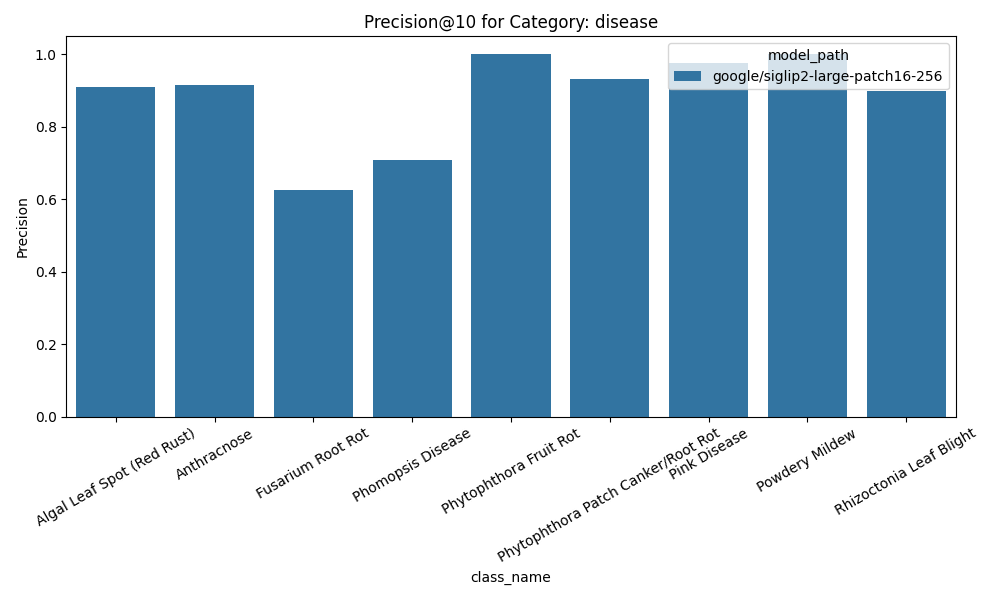 Precision@10 for Category: disease
model_path
google/siglip2-large-patch16-256
Precision
1.0
0.8
0.6
0.4
0.2
0.0
Algal Leaf Spot (Red Rust)
Anthracnose
Fusarium Root Rot
Phomopsis Disease
Phytophthora Fruit Rot
Phytophthora Patch Canker/Root Rot
Pink Disease
Powdery Mildew
Rhizoctonia Leaf Blight
class_name